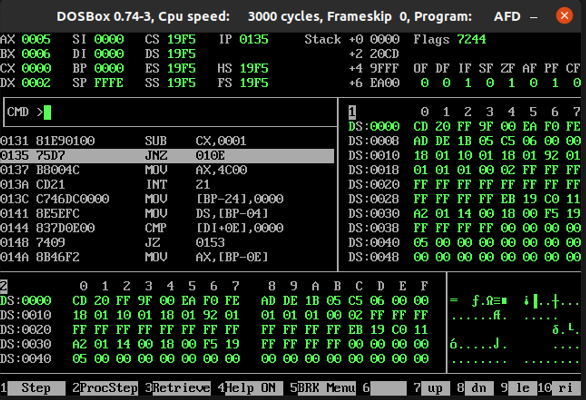 DOSBox 0.74-3, Cpu speed: 3000 cycles, Frameskip 0, Program: AFD
AX 0005 SI 0000 CS 19F5 IP 0135 Stack +0 0000 Flags 7244
BX 0006 DI 0000 DS 19F5 +2 20CD
CX 0000 BP 0000 ES 19F5 HS 19F5 +4 9FFF OF DF IF SF ZF AF PF CF
DX 0002 SP FFFE SS 19F5 FS 19F5 +6 EA00 0 0 1 0 1 0 1 0
CMD >
1 0 1 2 3 4 5 6 7
DS:0000 CD 20 FF 9F 00 EA F0 FE
0131 81E90100 SUB CX,0001 DS:0008 AD DE 1B 05 C5 06 00 00
0135 75D7 JNZ 010E DS:0010 18 01 10 01 18 01 92 01
0137 B8004C MOV AX,4C00 DS:0018 01 01 01 00 02 FF FF FF
013A CD21 INT 21 DS:0020 FF FF FF FF FF FF FF FF
013C C746DC0000 MOV [BP-24],0000 DS:0028 FF FF FF FF EB 19 C0 11
0141 8E5EFC MOV DS,[BP-04] DS:0030 A2 01 14 00 18 00 F5 19
0144 837D0E00 CMP [DI+0E],0000 DS:0038 FF FF FF FF 00 00 00 00
0148 7409 JZ 0153 DS:0040 05 00 00 00 00 00 00 00
014A 8B46F2 MOV AX,[BP-0E] DS:0048 00 00 00 00 00 00 00 00
2 0 1 2 3 4 5 6 7 8 9 A B C D E F
DS:0000 CD 20 FF 9F 00 EA F0 FE AD DE 1B 05 C5 06 00 00
DS:0010 18 01 10 01 18 01 92 01 01 01 01 00 02 FF FF FF
DS:0020 FF FF FF FF FF FF FF FF FF FF FF FF EB 19 C0 11
DS:0030 A2 01 14 00 18 00 F5 19 FF FF FF FF 00 00 00 00
DS:0040 05 00 00 00 00 00 00 00 00 00 00 00 00 00 00 00
1 Step 2 ProcStep 3 Retrieve 4 Help ON 5 BRK Menu 6 7 up 8 dn 9 le 10 ri